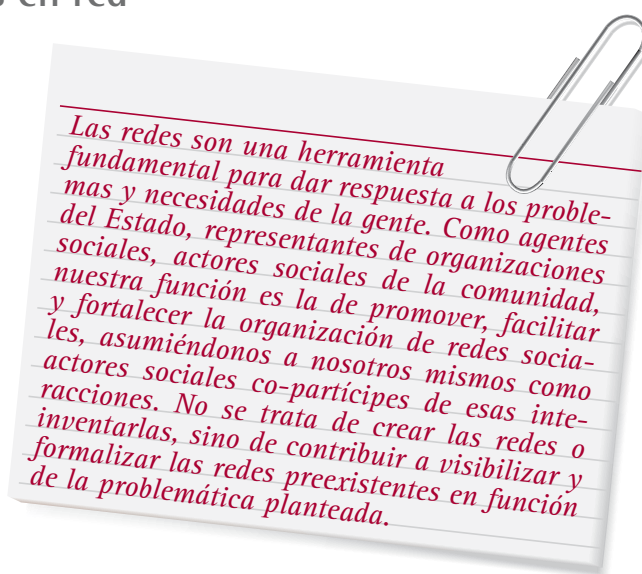 en red
Las redes son una herramienta
fundamental para dar respuesta a los proble-
mas y necesidades de la gente. Como agentes
del Estado, representantes de organizaciones
sociales, actores sociales de la comunidad,
nuestra función es la de promover, facilitar
y fortalecer la organización de redes socia-
les, asumiéndonos a nosotros mismos como
actores sociales co-partícipes de esas inte-
racciones. No se trata de crear las redes o
inventarlas, sino de contribuir a visibilizar y
formalizar las redes preexistentes en función
de la problemática planteada.